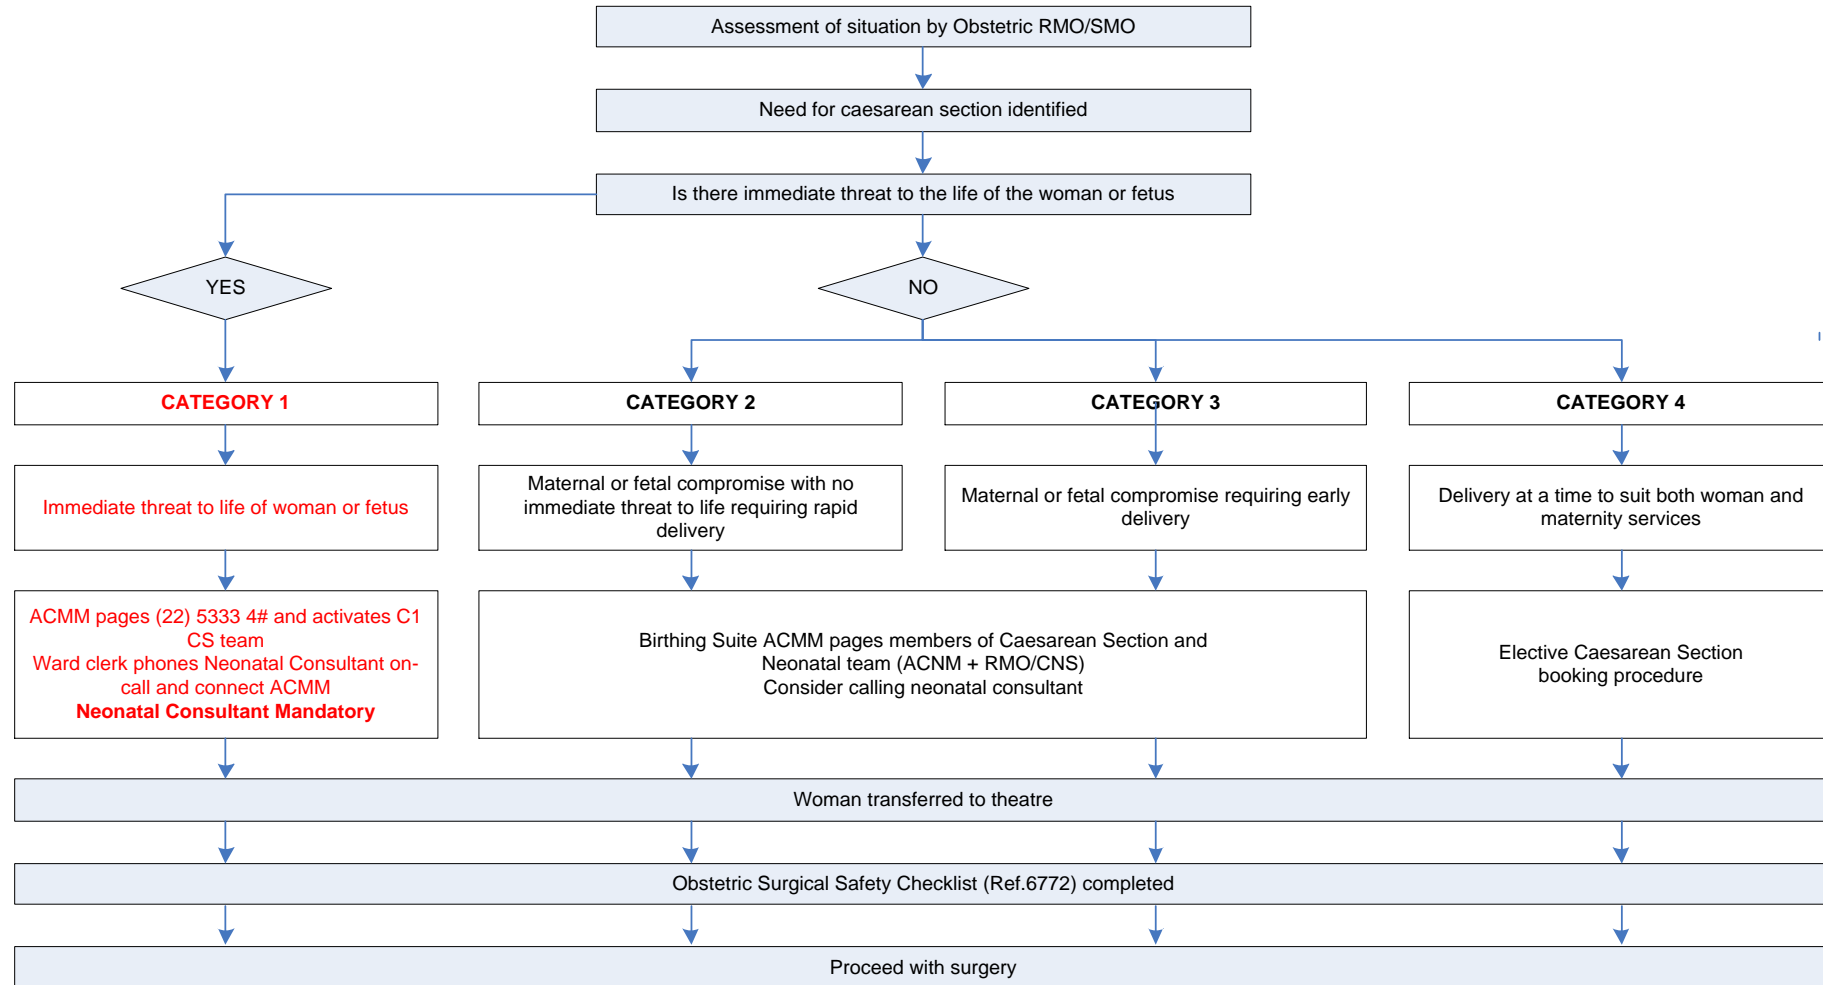 Assessment of situation by Obstetric RMO/SMO
Need for caesarean section identified
Is there immediate threat to the life of the woman or fetus
YES
NO
CATEGORY 1
CATEGORY 2
CATEGORY 3
CATEGORY 4
Immediate threat to life of woman or fetus
Maternal or fetal compromise with no
immediate threat to life requiring rapid
delivery
Maternal or fetal compromise requiring early
delivery
Delivery at a time to suit both woman and
maternity services
ACMM pages (22) 5333 4# and activates C1
CS team
Ward clerk phones Neonatal Consultant on-
call and connect ACMM
Neonatal Consultant Mandatory
Birthing Suite ACMM pages members of Caesarean Section and
Neonatal team (ACNM + RMO/CNS)
Consider calling neonatal consultant
Elective Caesarean Section
booking procedure
Woman transferred to theatre
Obstetric Surgical Safety Checklist (Ref.6772) completed
Proceed with surgery